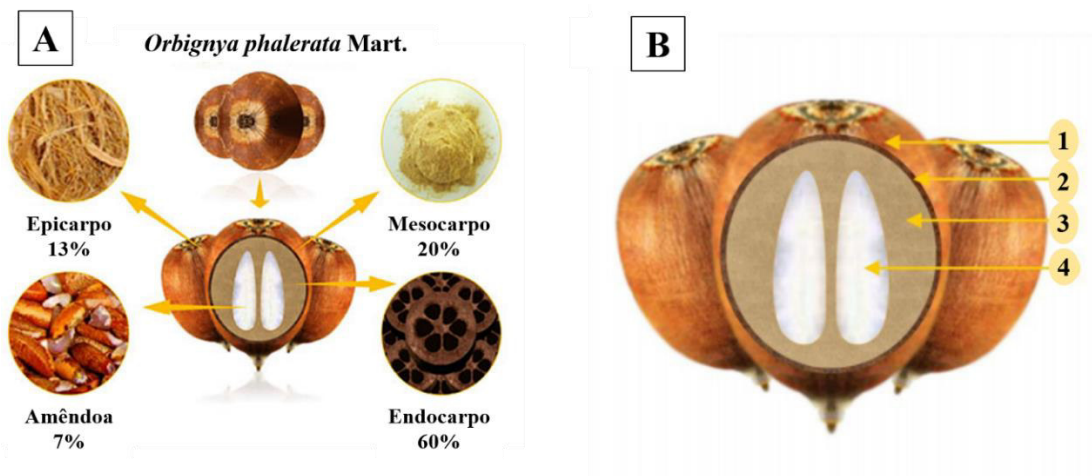 A
Orbignya phalerata Mart.
Epicarpo
13%
Mesocarpo
20%
Amêndoa
7%
Endocarpo
60%
B
1
2
3
4